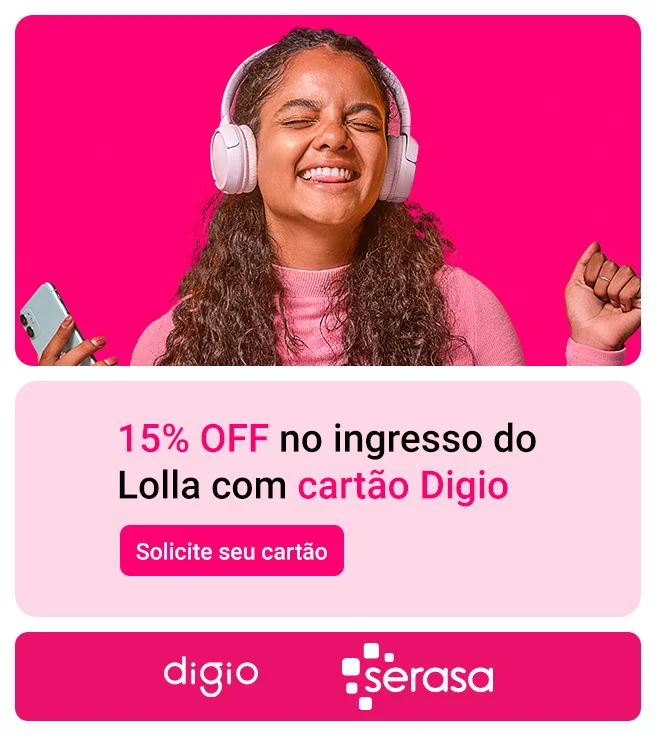 15% OFF no ingresso do
Lolla com cartão Digio
Solicite seu cartão
digio
serasa